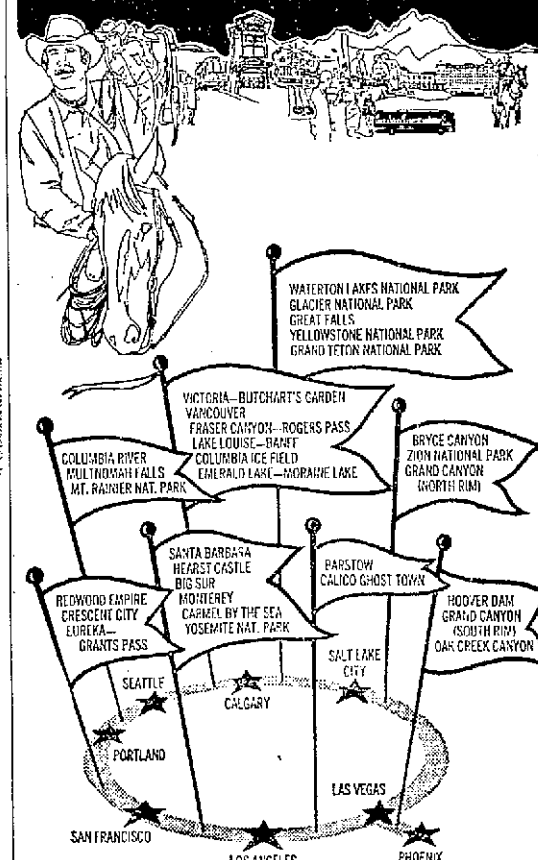 WATERTON LAKES NATIONAL PARK
GLACIER NATIONAL PARK
GREAT FALLS
YELLOWSTONE NATIONAL PARK
GRAND TETON NATIONAL PARK
VICTORIA—BUTCHART'S GARDEN
VANCOUVER
FRASER CANYON—ROGERS PASS
LAKE LOUISE—BANFF
COLUMBIA ICE FIELD
EMERALD LAKE—MORAINE LAKE
COLUMBIA RIVER
MULTNOMAH FALLS
MT. RAINIER NAT. PARK
BRYCE CANYON
ZION NATIONAL PARK
GRAND CANYON
(NORTH RIM)
SANTA BARBARA
HEARST CASTLE
BIG SUR
MONTEREY
CARMEL BY THE SEA
YOSEMITE NAT. PARK
BARSTOW
CALICO GHOST TOWN
REDWOOD EMPIRE
CRESCENT CITY
EUREKA—
GRANTS PASS
HOOVER DAM
GRAND CANYON
(SOUTH RIM)
OAK CREEK CANYON
SEATTLE
CALGARY
SALT LAKE
CITY
PORTLAND
LAS VEGAS
SAN FRANCISCO
LOS ANGELES
PHOENIX